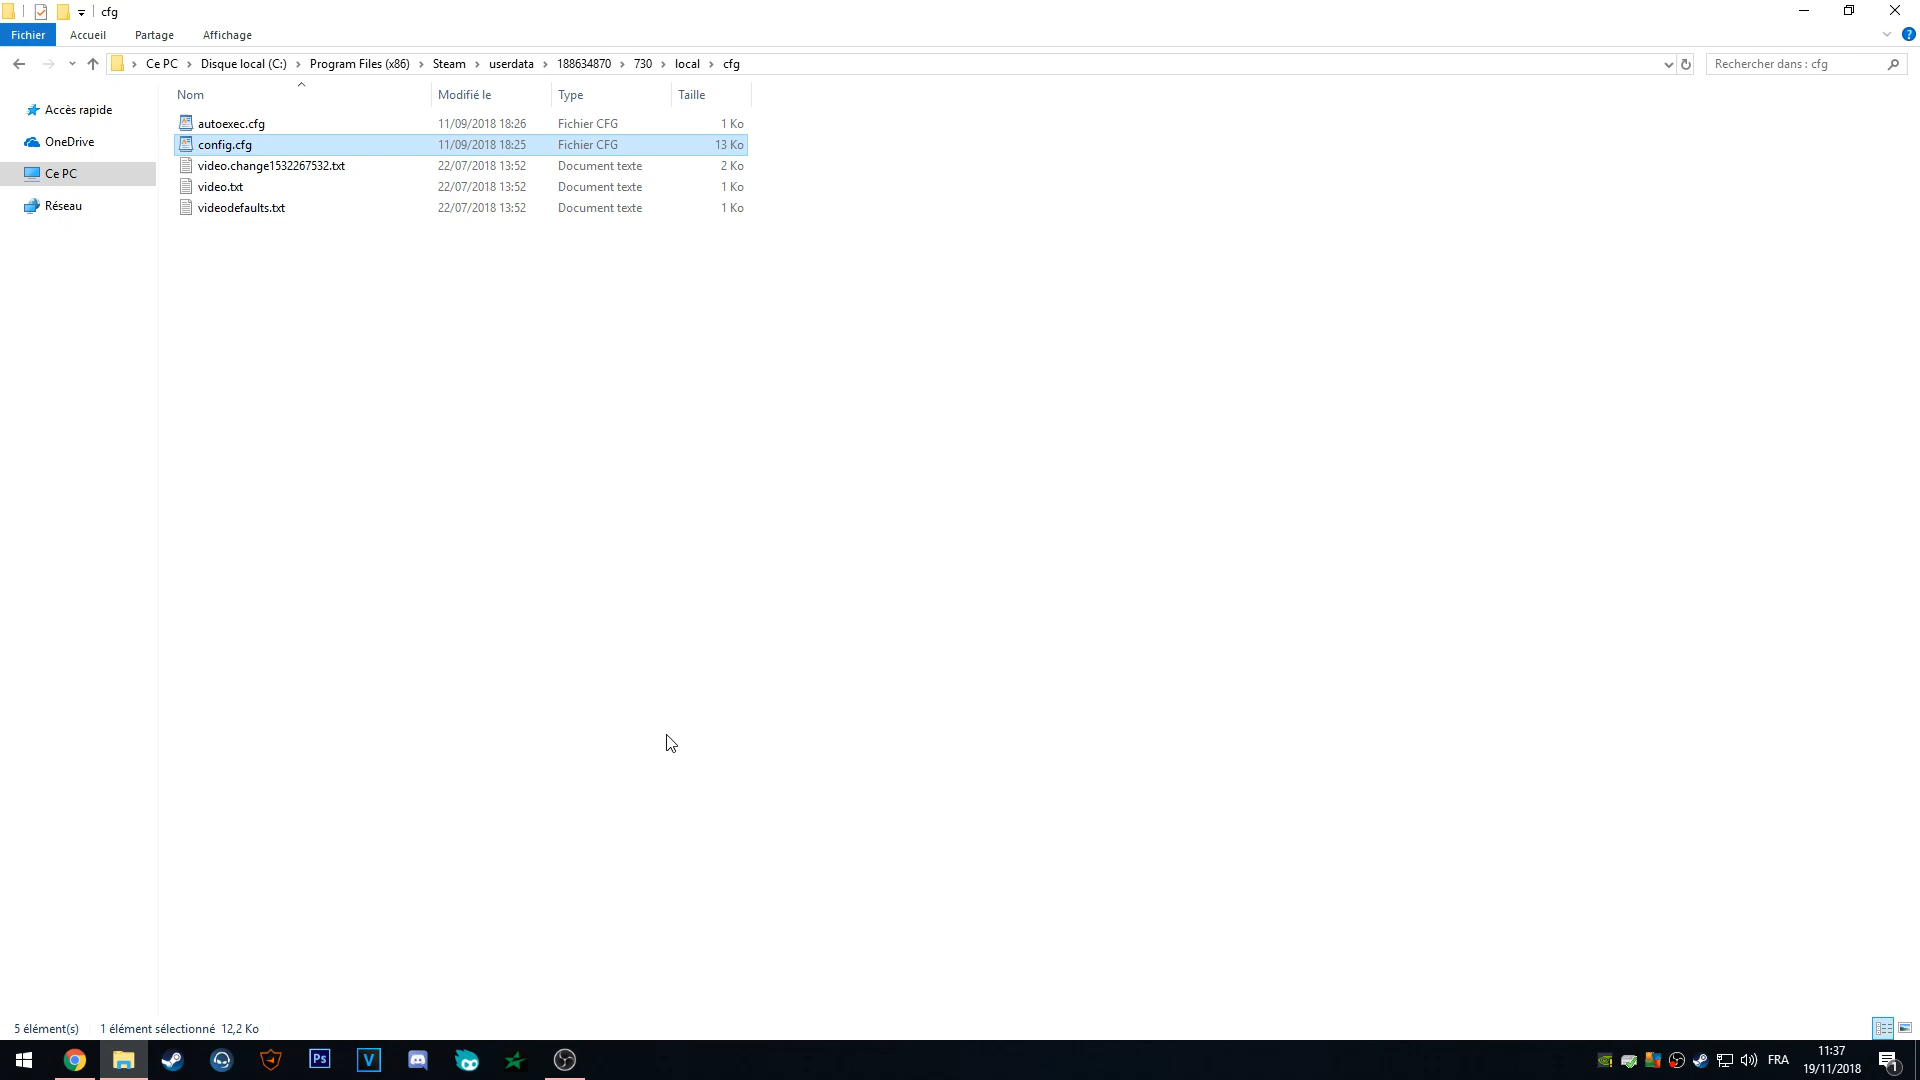 cfg
Fichier Accueil Partage Affichage
Ce PC Disque local (C:) Program Files (x86) Steam userdata 188634870 730 local cfg
Rechercher dans : cfg
Nom Modifié le Type Taille
Accès rapide
OneDrive
Ce PC
Réseau
autoexec.cfg 11/09/2018 18:26 Fichier CFG 1 Ko
config.cfg 11/09/2018 18:25 Fichier CFG 13 Ko
video.change1532267532.txt 22/07/2018 13:52 Document texte 2 Ko
video.txt 22/07/2018 13:52 Document texte 1 Ko
videodefaults.txt 22/07/2018 13:52 Document texte 1 Ko
5 élément(s) 1 élément sélectionné 12,2 Ko
Ps V FRA 11:37
19/11/2018 1